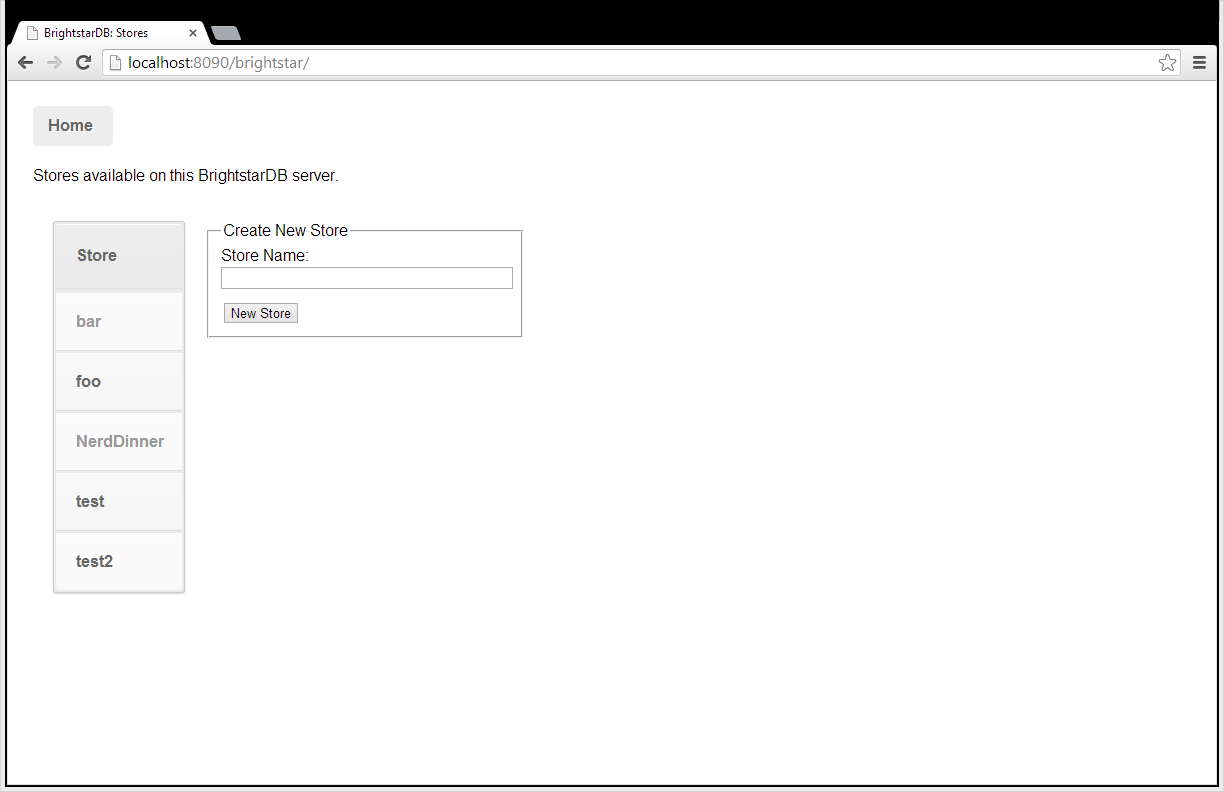 BrightstarDB: Stores
localhost:8090/brightstar/
Home
Stores available on this BrightstarDB server.
Store
bar
foo
NerdDinner
test
test2
Create New Store
Store Name:
New Store